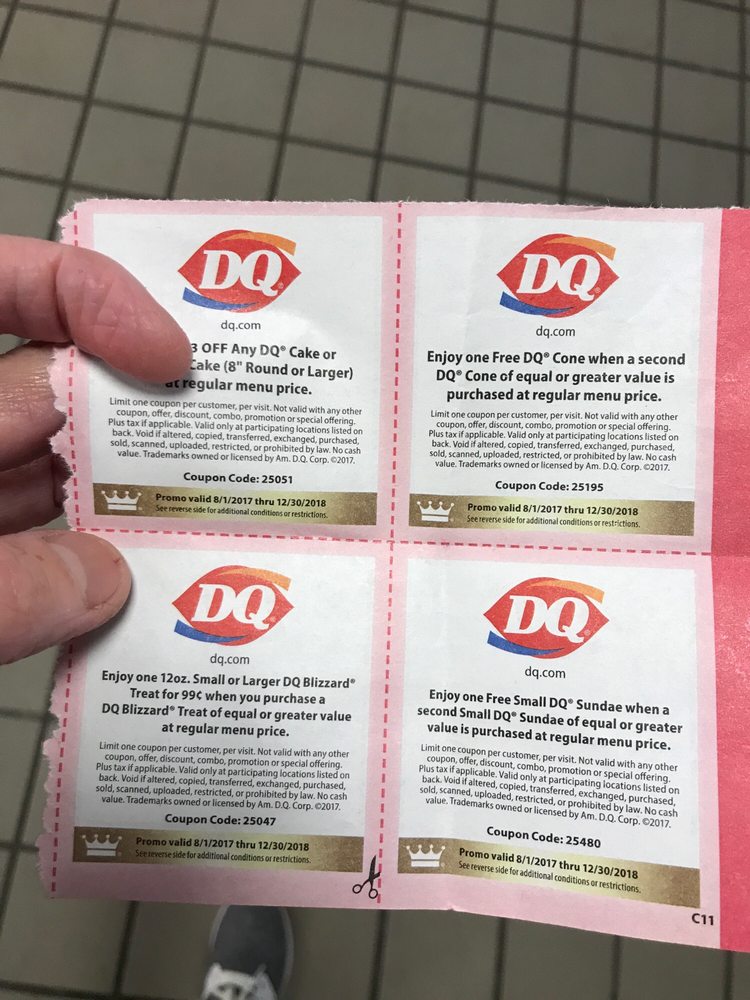 DQ®
dq.com
3 OFF Any DQ® Cake or
Cake (8" Round or Larger)
at regular menu price.
Limit one coupon per customer, per visit. Not valid with any other
coupon, offer, discount, combo, promotion or special offering.
Plus tax if applicable. Valid only at participating locations listed on
back. Void if altered, copied, transferred, exchanged, purchased,
sold, scanned, uploaded, restricted, or prohibited by law. No cash
value. Trademarks owned or licensed by Am. D.Q. Corp. ©2017.
Coupon Code: 25051
Promo valid 8/1/2017 thru 12/30/2018
See reverse side for additional conditions or restrictions.
DQ®
dq.com
Enjoy one Free DQ® Cone when a second
DQ® Cone of equal or greater value is
purchased at regular menu price.
Limit one coupon per customer, per visit. Not valid with any other
coupon, offer, discount, combo, promotion or special offering.
Plus tax if applicable. Valid only at participating locations listed on
back. Void if altered, copied, transferred, exchanged, purchased,
sold, scanned, uploaded, restricted, or prohibited by law. No cash
value. Trademarks owned or licensed by Am. D.Q. Corp. ©2017.
Coupon Code: 25195
Promo valid 8/1/2017 thru 12/30/2018
See reverse side for additional conditions or restrictions.
DQ®
dq.com
Enjoy one 12oz. Small or Larger DQ Blizzard®
Treat for 99¢ when you purchase a
DQ Blizzard® Treat of equal or greater value
at regular menu price.
Limit one coupon per customer, per visit. Not valid with any other
coupon, offer, discount, combo, promotion or special offering.
Plus tax if applicable. Valid only at participating locations listed on
back. Void if altered, copied, transferred, exchanged, purchased,
sold, scanned, uploaded, restricted, or prohibited by law. No cash
value. Trademarks owned or licensed by Am. D.Q. Corp. ©2017.
Coupon Code: 25047
Promo valid 8/1/2017 thru 12/30/2018
See reverse side for additional conditions or restrictions.
DQ®
dq.com
Enjoy one Free Small DQ® Sundae when a
second Small DQ® Sundae of equal or greater
value is purchased at regular menu price.
Limit one coupon per customer, per visit. Not valid with any other
coupon, offer, discount, combo, promotion or special offering.
Plus tax if applicable. Valid only at participating locations listed on
back. Void if altered, copied, transferred, exchanged, purchased,
sold, scanned, uploaded, restricted, or prohibited by law. No cash
value. Trademarks owned or licensed by Am. D.Q. Corp. ©2017.
Coupon Code: 25480
Promo valid 8/1/2017 thru 12/30/2018
See reverse side for additional conditions or restrictions.
C11